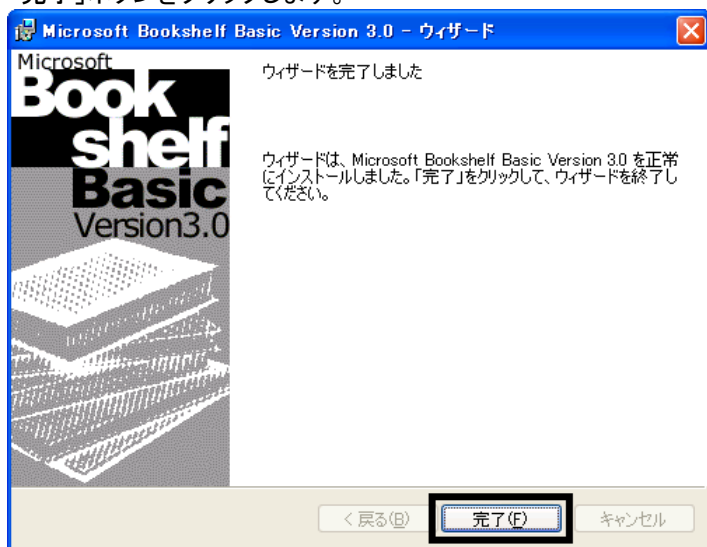 完了」ボタンをクリックします。
Microsoft Bookshelf Basic Version 3.0 - ウィザード
Microsoft
Book
shelf
Basic
Version3.0
ウィザードを完了しました
ウィザードは、Microsoft Bookshelf Basic Version 3.0 を正常
にインストールしました。「完了」をクリックして、ウィザードを終了し
てください。
< 戻る(B)
完了(F)
キャンセル